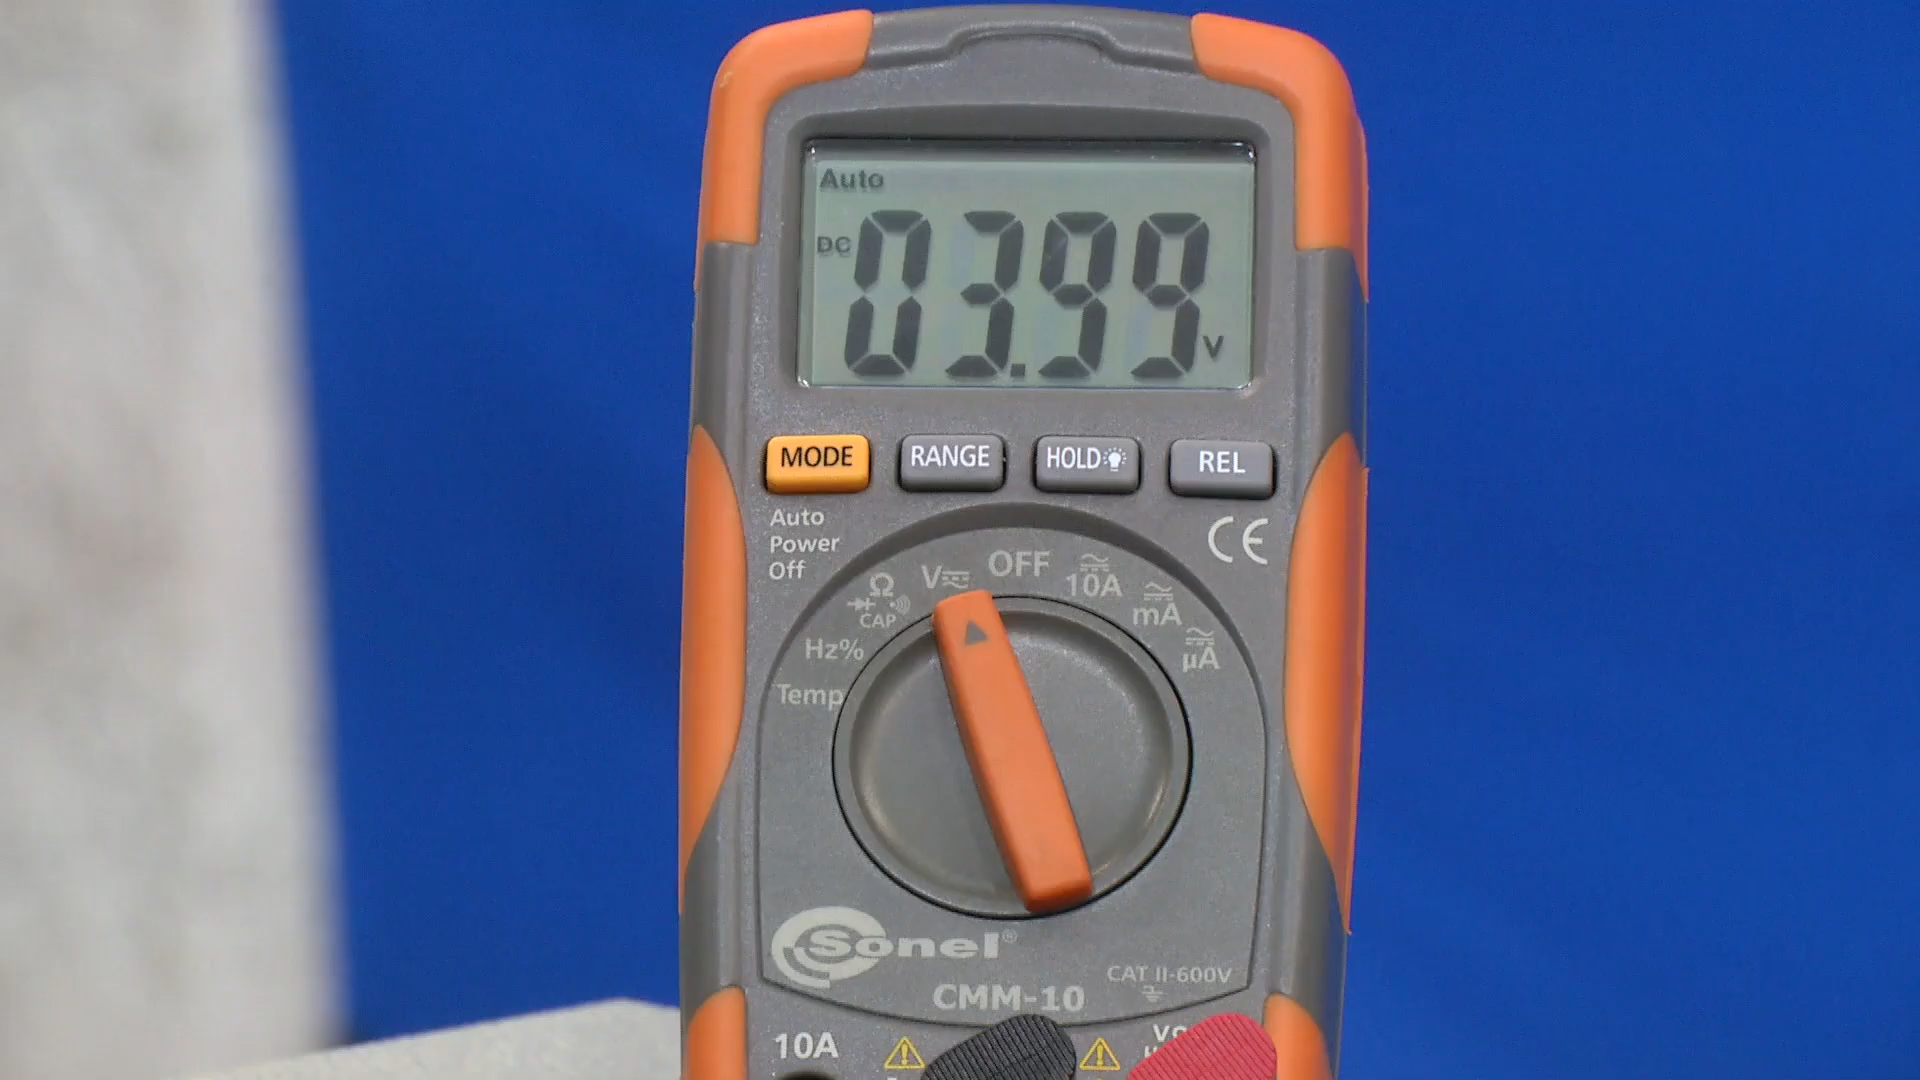 Auto
DC 03.99 V
MODE RANGE HOLD REL
Auto
Power
Off
CE
OFF
V
10A
Ω
CAP
mA
Hz%
µA
Temp
Sonel®
CAT II-600V
CMM-10
10A